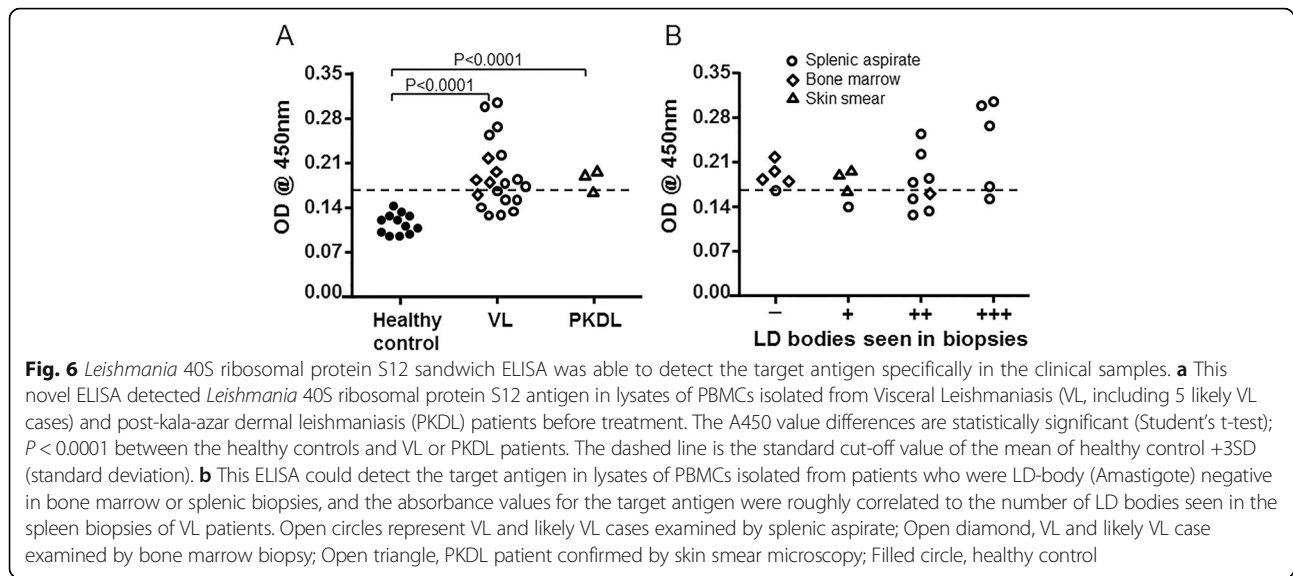 A
P<0.0001
P<0.0001
OD @ 450nm
0.35
0.28
0.21
0.14
0.07
0.00
Healthy control
VL
PKDL
B
Splenic aspirate
Bone marrow
Skin smear
OD @ 450nm
0.35
0.28
0.21
0.14
0.07
0.00
– + ++ +++
LD bodies seen in biopsies
Fig. 6 Leishmania 40S ribosomal protein S12 sandwich ELISA was able to detect the target antigen specifically in the clinical samples. a This
novel ELISA detected Leishmania 40S ribosomal protein S12 antigen in lysates of PBMCs isolated from Visceral Leishmaniasis (VL, including 5 likely VL
cases) and post-kala-azar dermal leishmaniasis (PKDL) patients before treatment. The A450 value differences are statistically significant (Student's t-test);
P < 0.0001 between the healthy controls and VL or PKDL patients. The dashed line is the standard cut-off value of the mean of healthy control +3SD
(standard deviation). b This ELISA could detect the target antigen in lysates of PBMCs isolated from patients who were LD-body (Amastigote) negative
in bone marrow or splenic biopsies, and the absorbance values for the target antigen were roughly correlated to the number of LD bodies seen in the
spleen biopsies of VL patients. Open circles represent VL and likely VL cases examined by splenic aspirate; Open diamond, VL and likely VL case
examined by bone marrow biopsy; Open triangle, PKDL patient confirmed by skin smear microscopy; Filled circle, healthy control